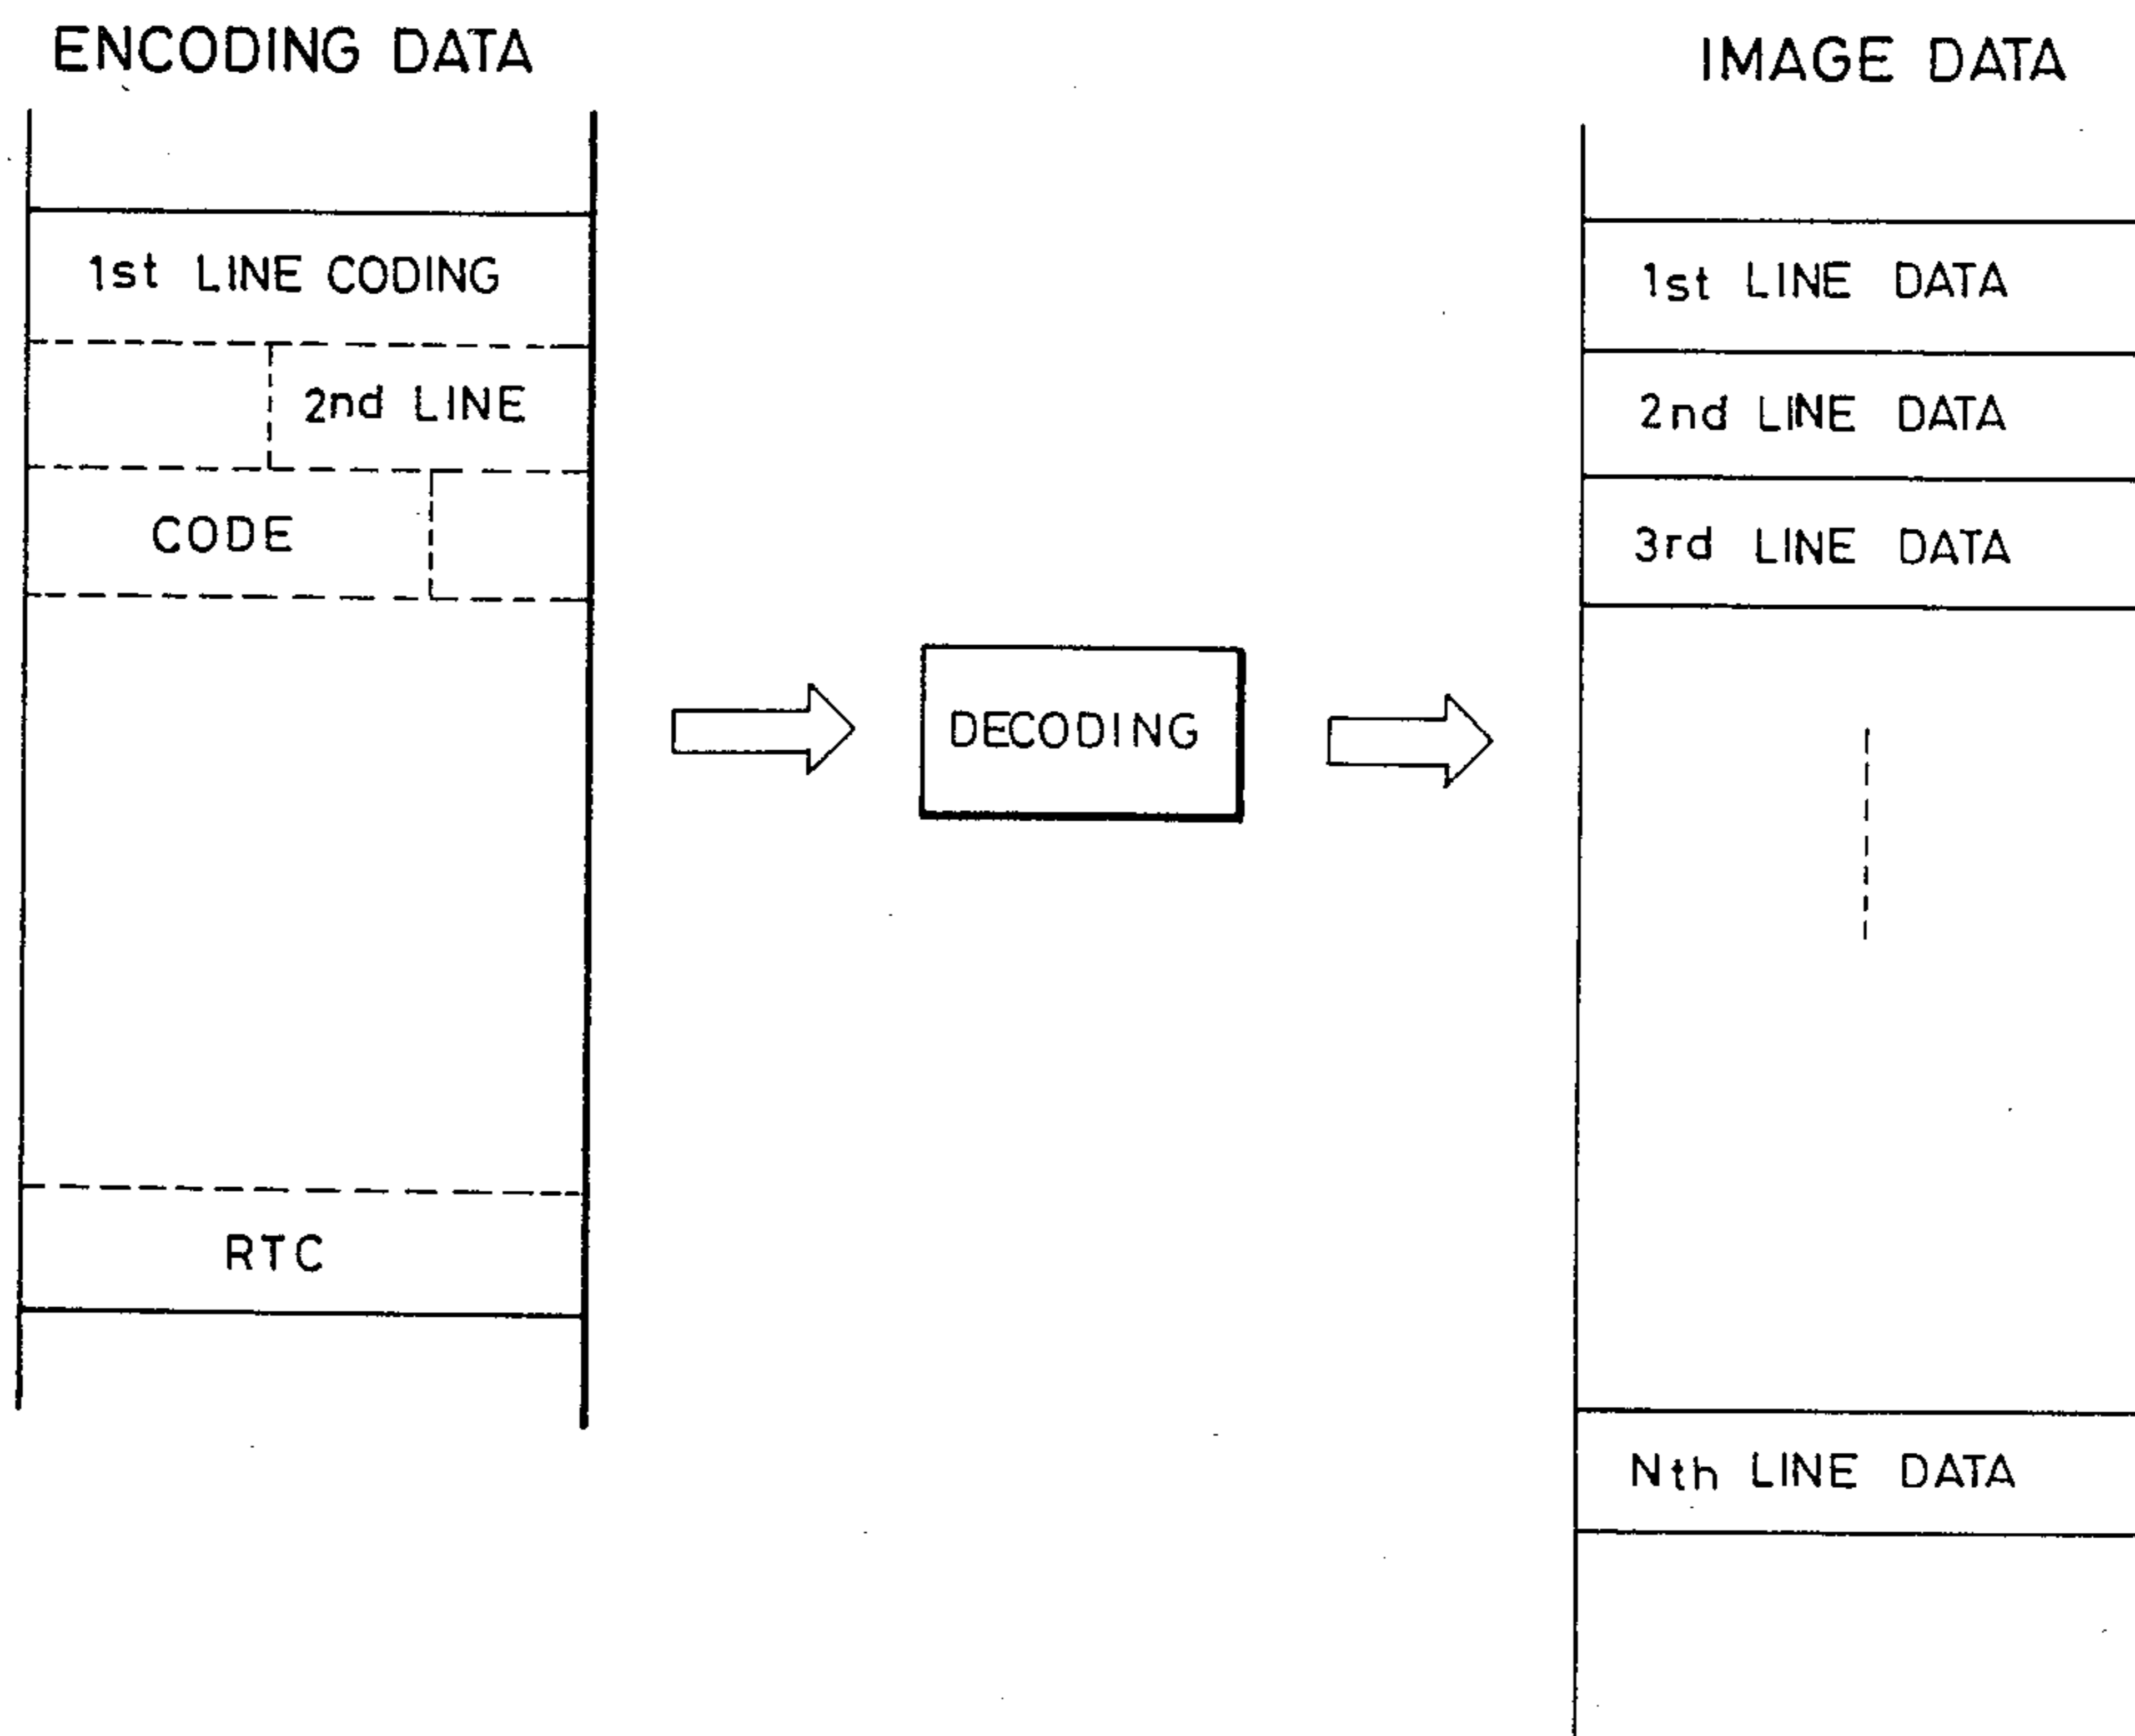 ENCODING DATA
1st LINE CODING
2nd LINE
CODE
RTC
DECODING
IMAGE DATA
1st LINE DATA
2nd LINE DATA
3rd LINE DATA
Nth LINE DATA